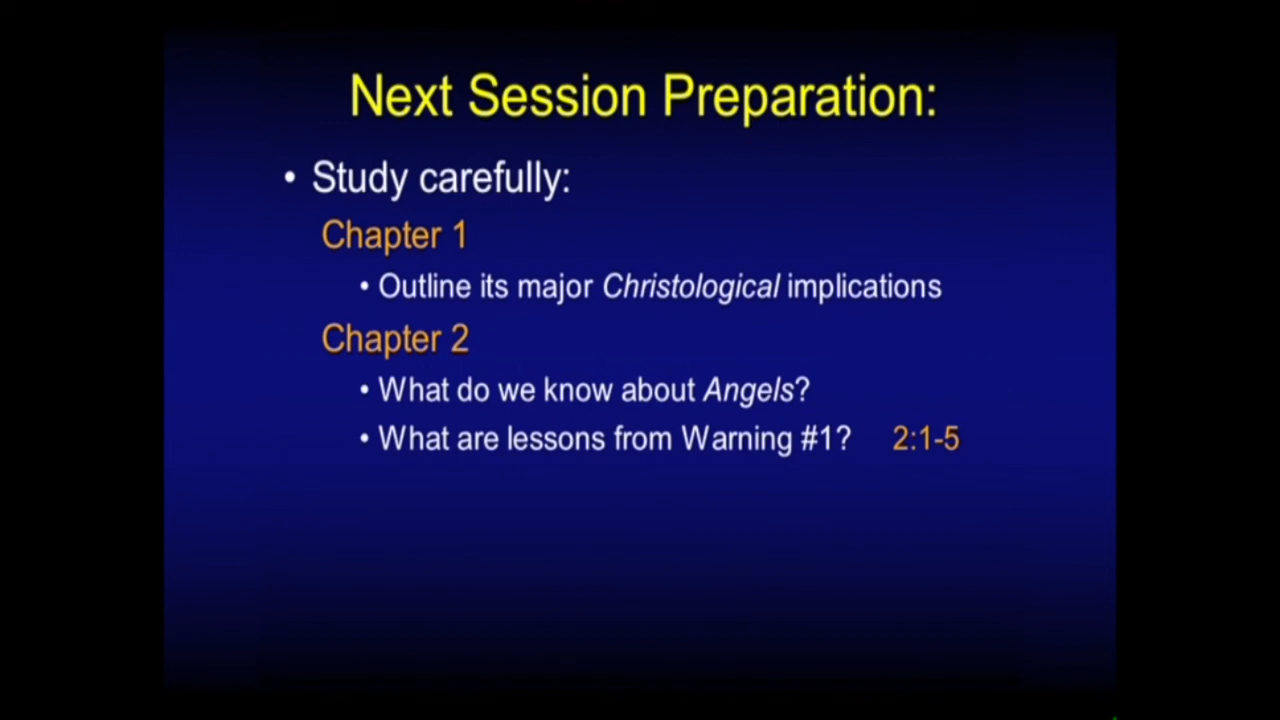 Next Session Preparation:
• Study carefully:
Chapter 1
• Outline its major Christological implications
Chapter 2
• What do we know about Angels?
• What are lessons from Warning #1? 2:1-5